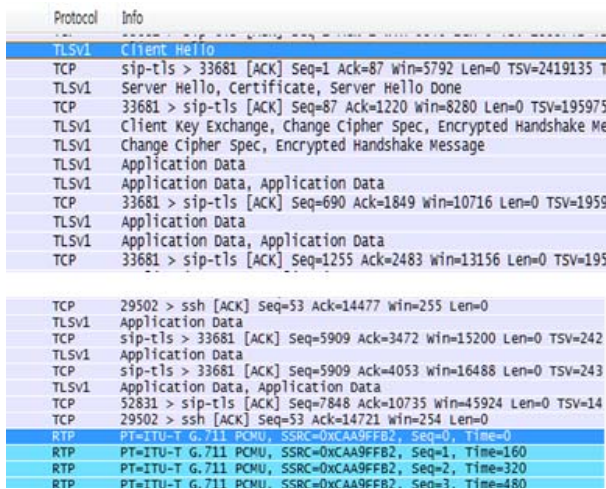 Protocol Info
TLSv1 Client Hello
TCP sip-tls > 33681 [ACK] Seq=1 Ack=87 Win=5792 Len=0 TSV=2419135
TLSv1 Server Hello, Certificate, Server Hello Done
TCP 33681 > sip-tls [ACK] Seq=87 Ack=1220 Win=8280 Len=0 TSV=195975
TLSv1 Client Key Exchange, Change Cipher Spec, Encrypted Handshake Me
TLSv1 Change Cipher Spec, Encrypted Handshake Message
TLSv1 Application Data
TLSv1 Application Data, Application Data
TCP 33681 > sip-tls [ACK] Seq=690 Ack=1849 Win=10716 Len=0 TSV=1959
TLSv1 Application Data
TLSv1 Application Data, Application Data
TCP 33681 > sip-tls [ACK] Seq=1255 Ack=2483 Win=13156 Len=0 TSV=195
TCP 29502 > ssh [ACK] Seq=53 Ack=14477 Win=255 Len=0
TLSv1 Application Data
TCP sip-tls > 33681 [ACK] Seq=5909 Ack=3472 Win=15200 Len=0 TSV=242
TLSv1 Application Data
TCP sip-tls > 33681 [ACK] Seq=5909 Ack=4053 Win=16488 Len=0 TSV=243
TLSv1 Application Data, Application Data
TCP 52831 > sip-tls [ACK] Seq=7848 Ack=10735 Win=45924 Len=0 TSV=14
TCP 29502 > ssh [ACK] Seq=53 Ack=14721 Win=254 Len=0
RTP PT=ITU-T G.711 PCMU, SSRC=0xCAA9FFB2, Seq=0, Time=0
RTP PT=ITU-T G.711 PCMU, SSRC=0xCAA9FFB2, Seq=1, Time=160
RTP PT=ITU-T G.711 PCMU, SSRC=0xCAA9FFB2, Seq=2, Time=320
RTP PT=ITU-T G.711 PCMU, SSRC=0xCAA9FFB2, Seq=3, Time=480